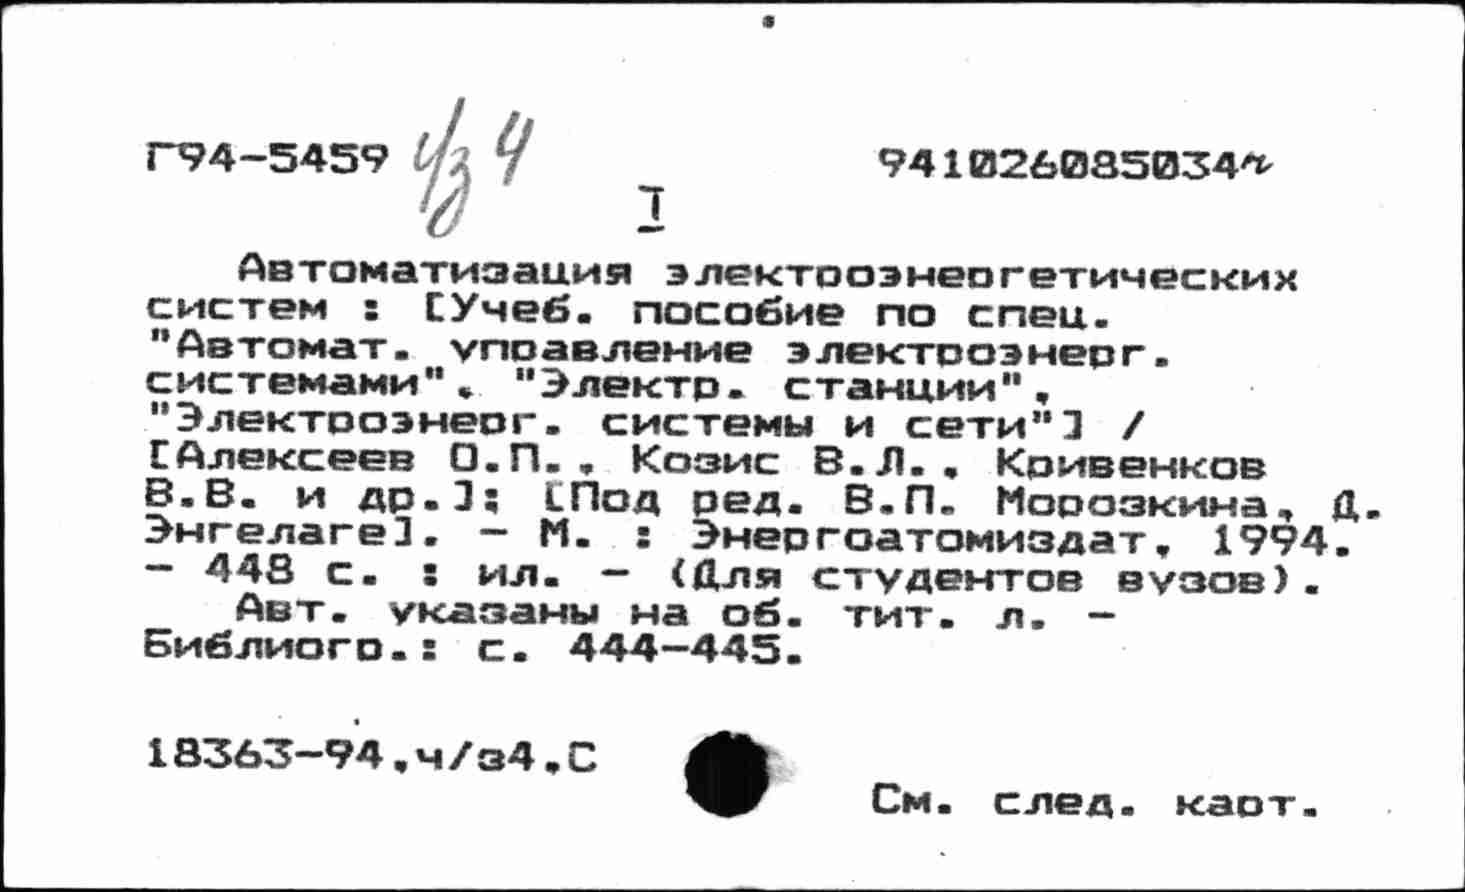 Г94-5459 ч/з 4 941026085034
I
Автоматизация электроэнергетических
систем : [Учеб. пособие по спец.
"Автомат. управление электроэнерг.
системами", "Электр. станции",
"Электроэнерг. системы и сети"] /
[Алексеев О.П., Козис В.Л., Кривенков
В.В. и др.]; [Под ред. В.П. Морозкина, Д.
Энгелаге]. - М. : Энергоатомиздат, 1994.
- 448 с. : ил. - (Для студентов вузов).
Авт. указаны на об. тит. л. -
Библиогр.: с. 444-445.
18363-94,ч/з4,С
См. след. карт.